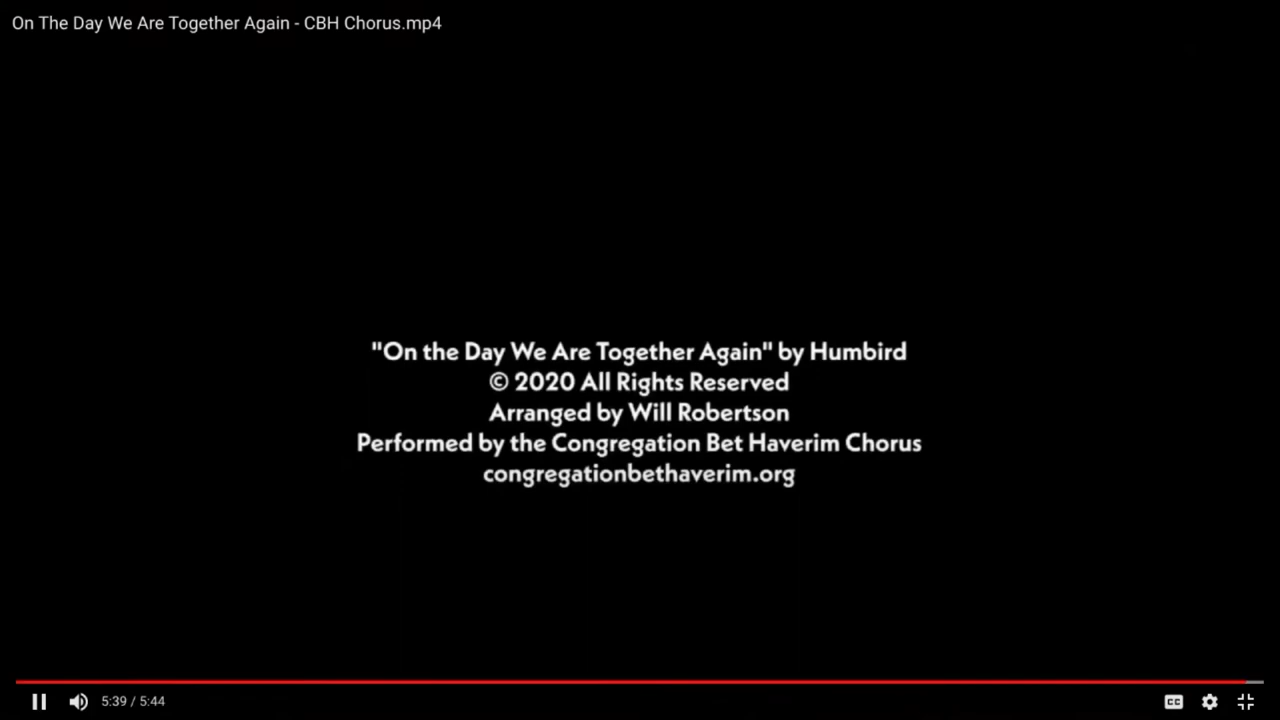 On The Day We Are Together Again - CBH Chorus.mp4
"On the Day We Are Together Again" by Humbird
© 2020 All Rights Reserved
Arranged by Will Robertson
Performed by the Congregation Bet Haverim Chorus
congregationbethaverim.org
5:39 / 5:44
CC